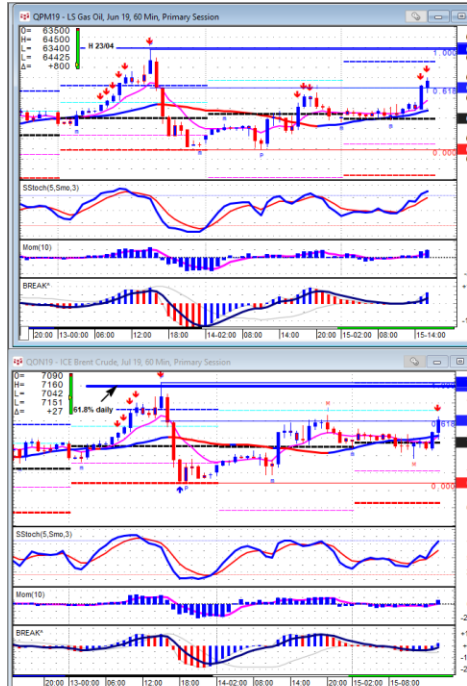 QPM19 - LS Gas Oil, Jun 19, 60 Min, Primary Session
O= 63500
H= 64500
L= 63400
L= 64425
Δ= +800
H 23/04
1.000
0.618
0.000
SStoch(5,Smo,3)
Mom(10)
BREAK*
20:00 13-00:00 06:00 12:00 18:00 14-02:00 08:00 14:00 20:00 15-02:00 08:00 15-14:00
QON19 - ICE Brent Crude, Jul 19, 60 Min, Primary Session
O= 7090
H= 7160
L= 7042
L= 7151
Δ= +27
61.8% daily
0.618
0.000
SStoch(5,Smo,3)
Mom(10)
BREAK*
20:00 13-00:00 06:00 12:00 18:00 14-02:00 08:00 14:00 20:00 15-02:00 15-08:00